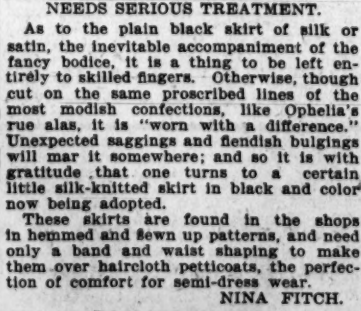 NEEDS SERIOUS TREATMENT.
As to the plain black skirt of silk or
satin, the inevitable accompaniment of the
fancy bodice, it is a thing to be left en-
tirely to skilled fingers. Otherwise, though
cut on the same proscribed lines of the
most modish confections, like Ophelia's
rue alas, it is "worn with a difference."
Unexpected saggings and fiendish bulgings
will mar it somewhere; and so it is with
gratitude that one turns to a certain
little silk-knitted skirt in black and color
now being adopted.
These skirts are found in the shops
in hemmed and sewn up patterns, and need
only a band and waist shaping to make
them over haircloth petticoats, the perfec-
tion of comfort for semi-dress wear.
NINA FITCH.